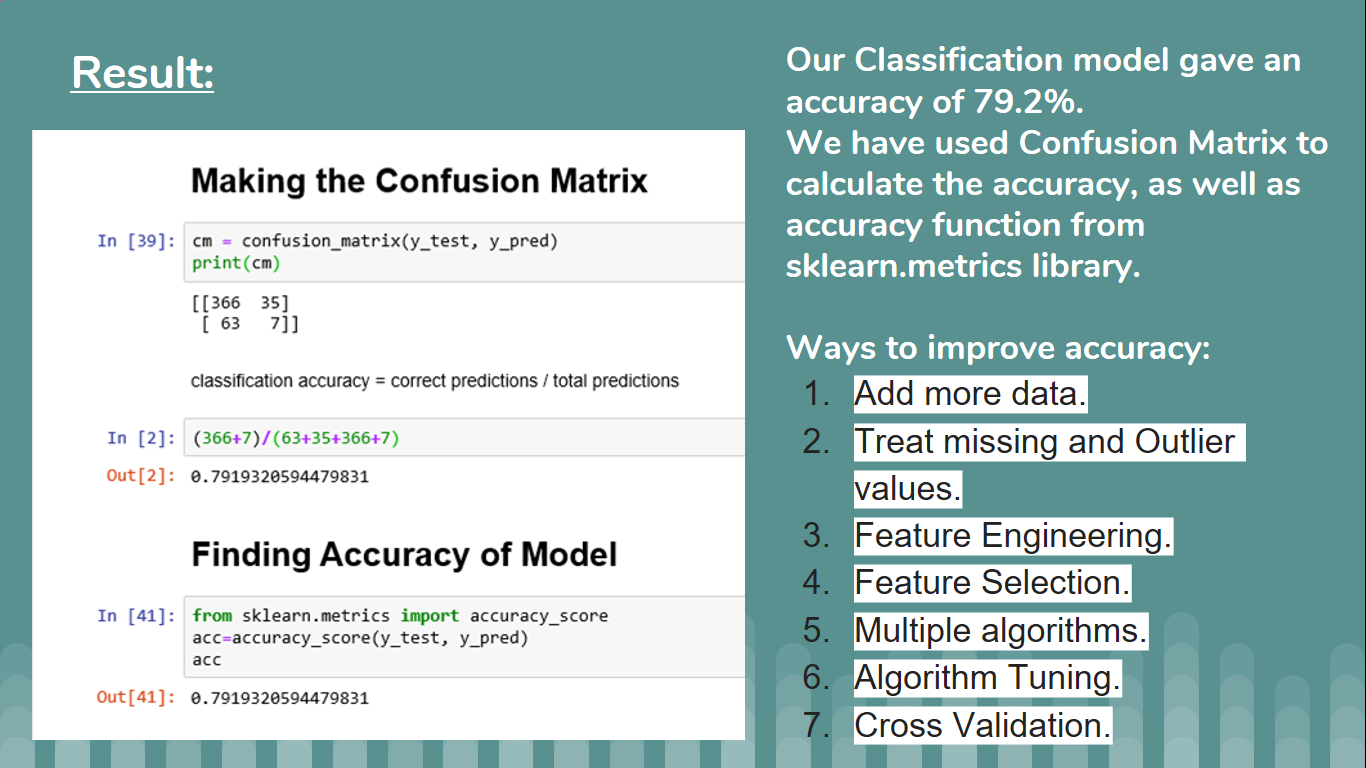 Result:
Making the Confusion Matrix
In [39]: cm = confusion_matrix(y_test, y_pred)
print(cm)
[[366  35]
 [ 63   7]]
classification accuracy = correct predictions / total predictions
In [2]: (366+7)/(63+35+366+7)
Out[2]: 0.7919320594479831
Finding Accuracy of Model
In [41]: from sklearn.metrics import accuracy_score
acc=accuracy_score(y_test, y_pred)
acc
Out[41]: 0.7919320594479831
Our Classification model gave an
accuracy of 79.2%.
We have used Confusion Matrix to
calculate the accuracy, as well as
accuracy function from
sklearn.metrics library.
Ways to improve accuracy:
1. Add more data.
2. Treat missing and Outlier
values.
3. Feature Engineering.
4. Feature Selection.
5. Multiple algorithms.
6. Algorithm Tuning.
7. Cross Validation.